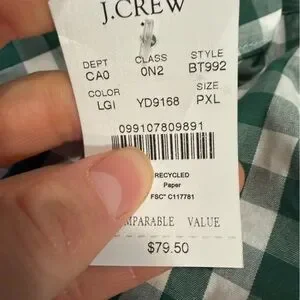 J.CREW
DEPT CLASS STYLE
CA0 0N2 BT992
COLOR SIZE
LGI YD9168 PXL
099107809891
RECYCLED
Paper
FSC® C117781
VALUE
$79.50